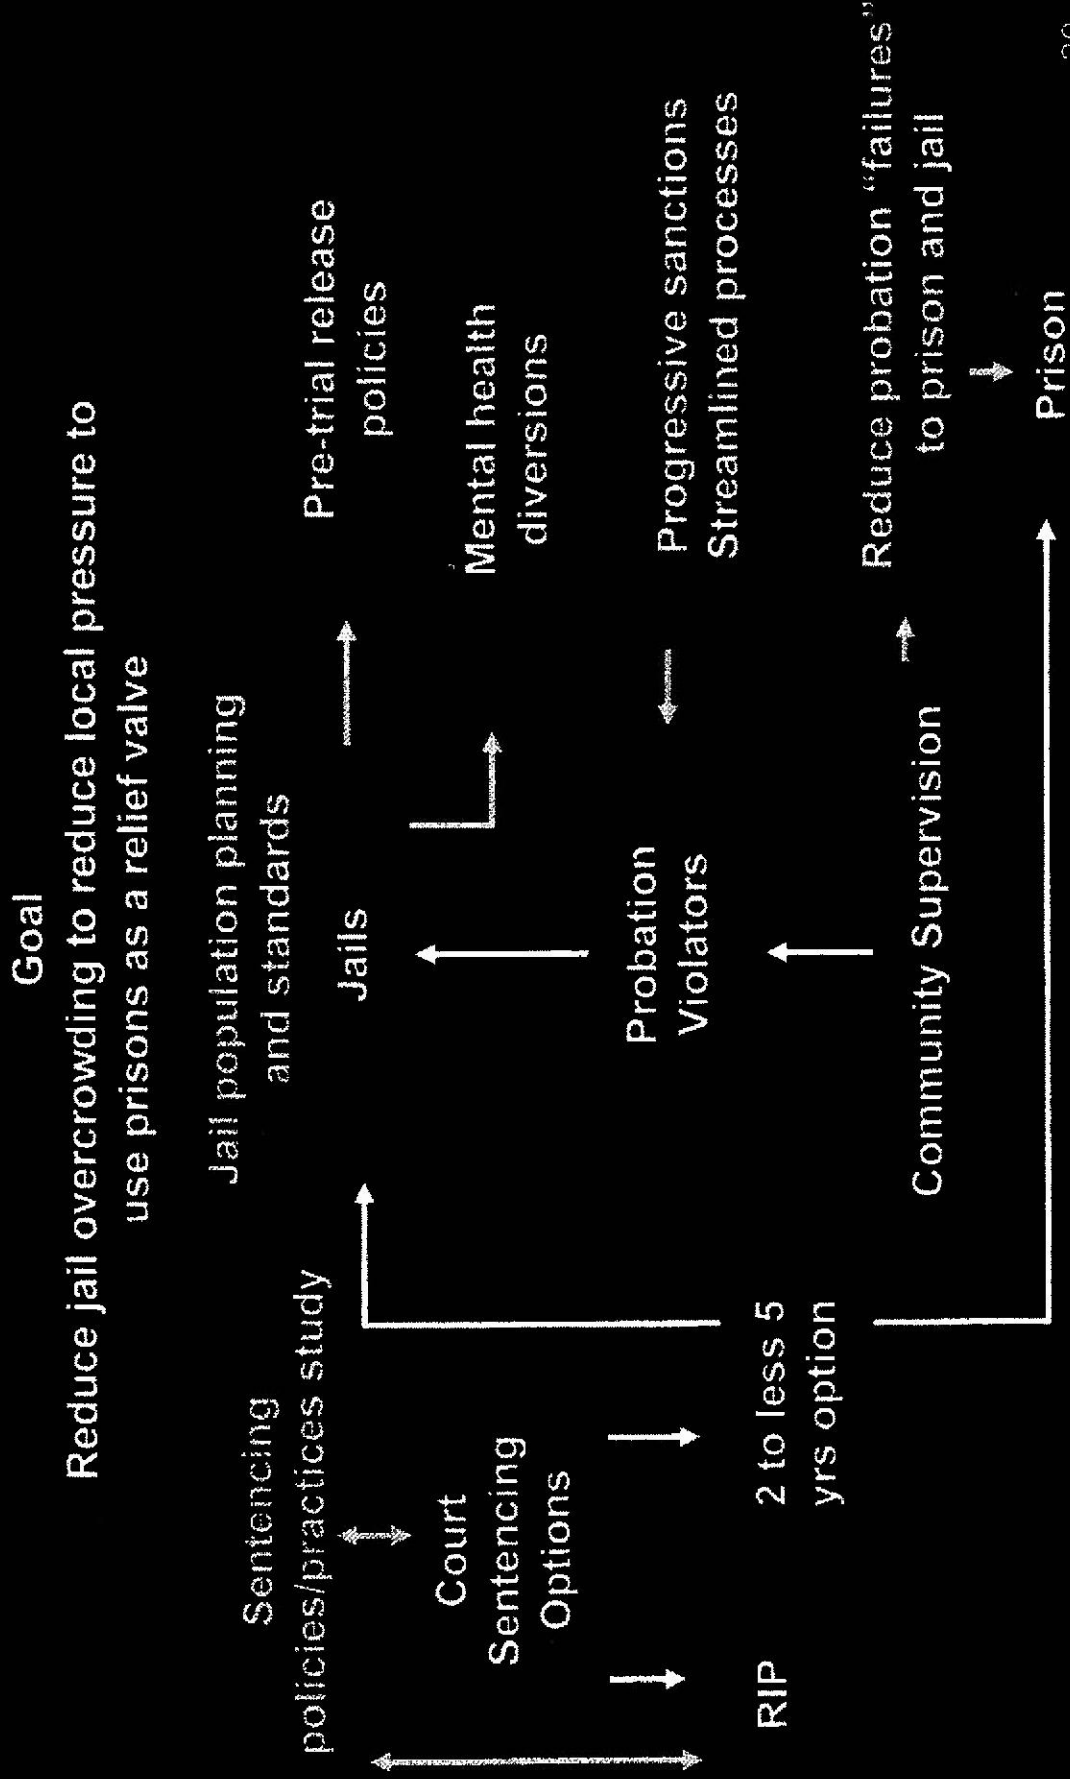 Goal
Reduce jail overcrowding to reduce local pressure to
use prisons as a relief valve
Jail population planning
and standards
Sentencing
policies/practices study
Pre-trial release
policies
Jails
Court
Sentencing
Options
Mental health
diversions
Probation
Violators
Progressive sanctions
Streamlined processes
RIP
2 to less 5
yrs option
Community Supervision
Reduce probation “failures”
to prison and jail
Prison